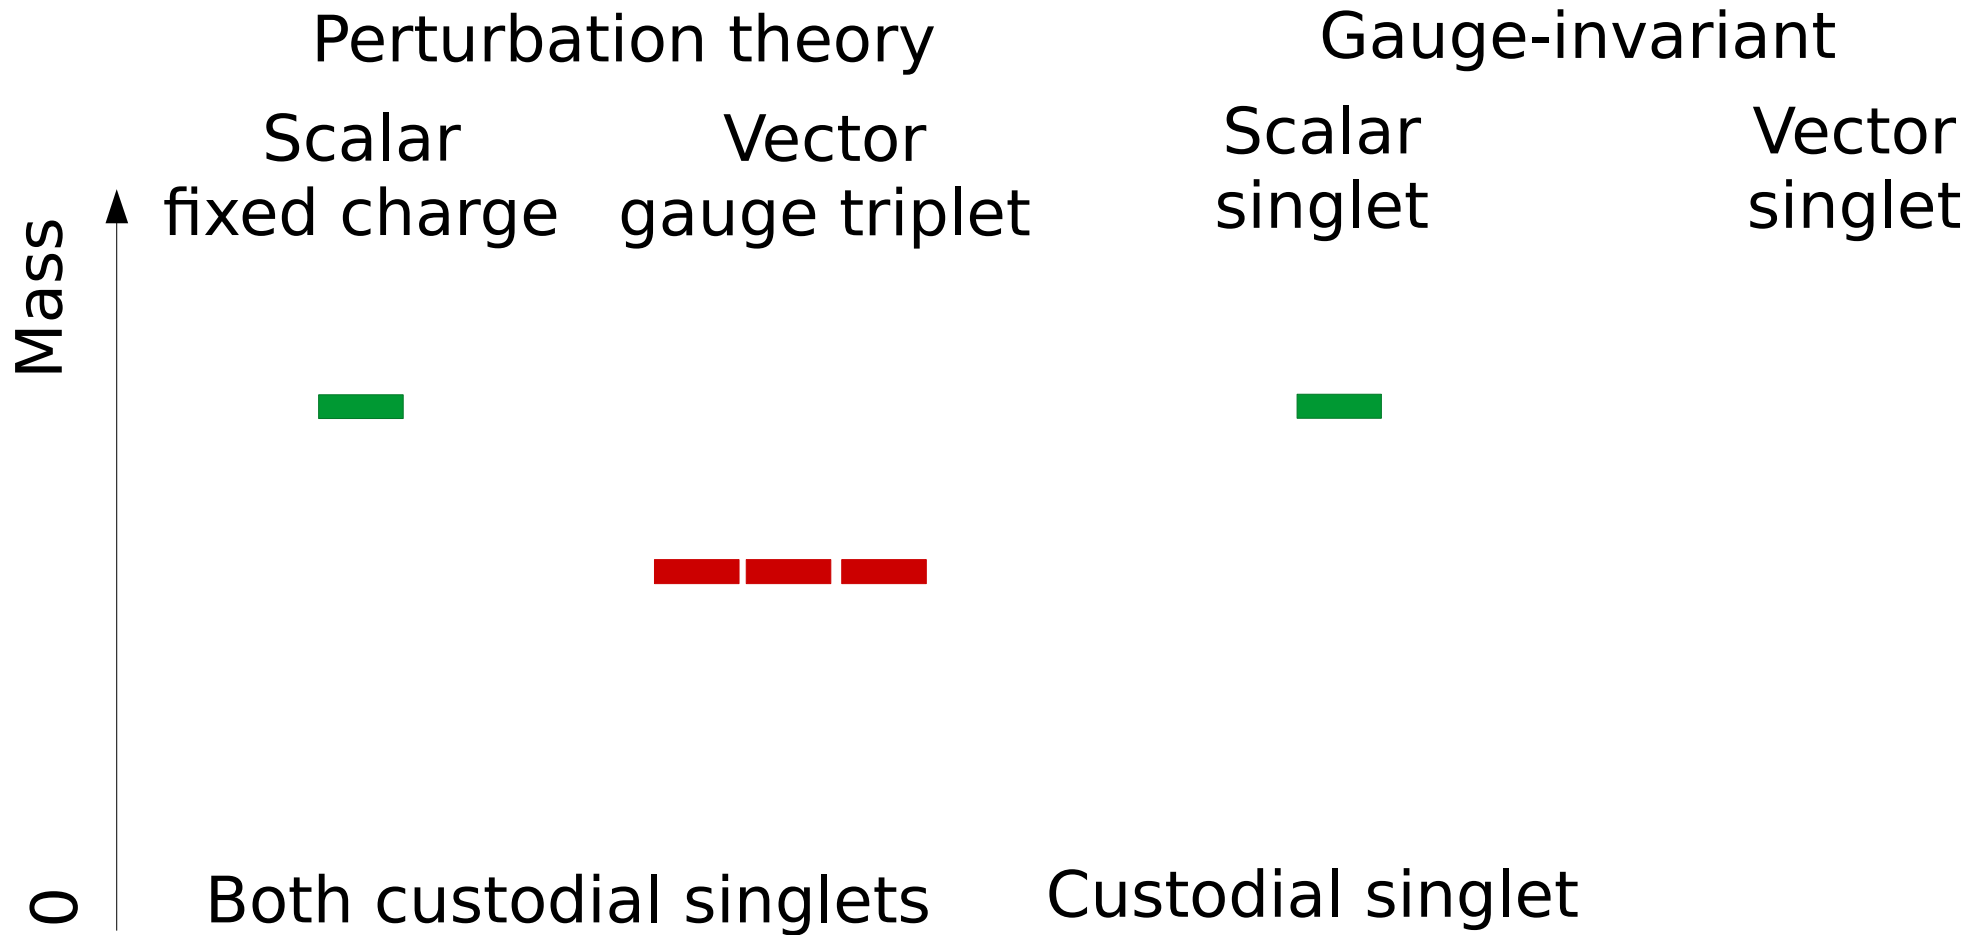 Perturbation theory
Gauge-invariant
Scalar
fixed charge
Vector
gauge triplet
Scalar
singlet
Vector
singlet
Mass
0
Both custodial singlets
Custodial singlet